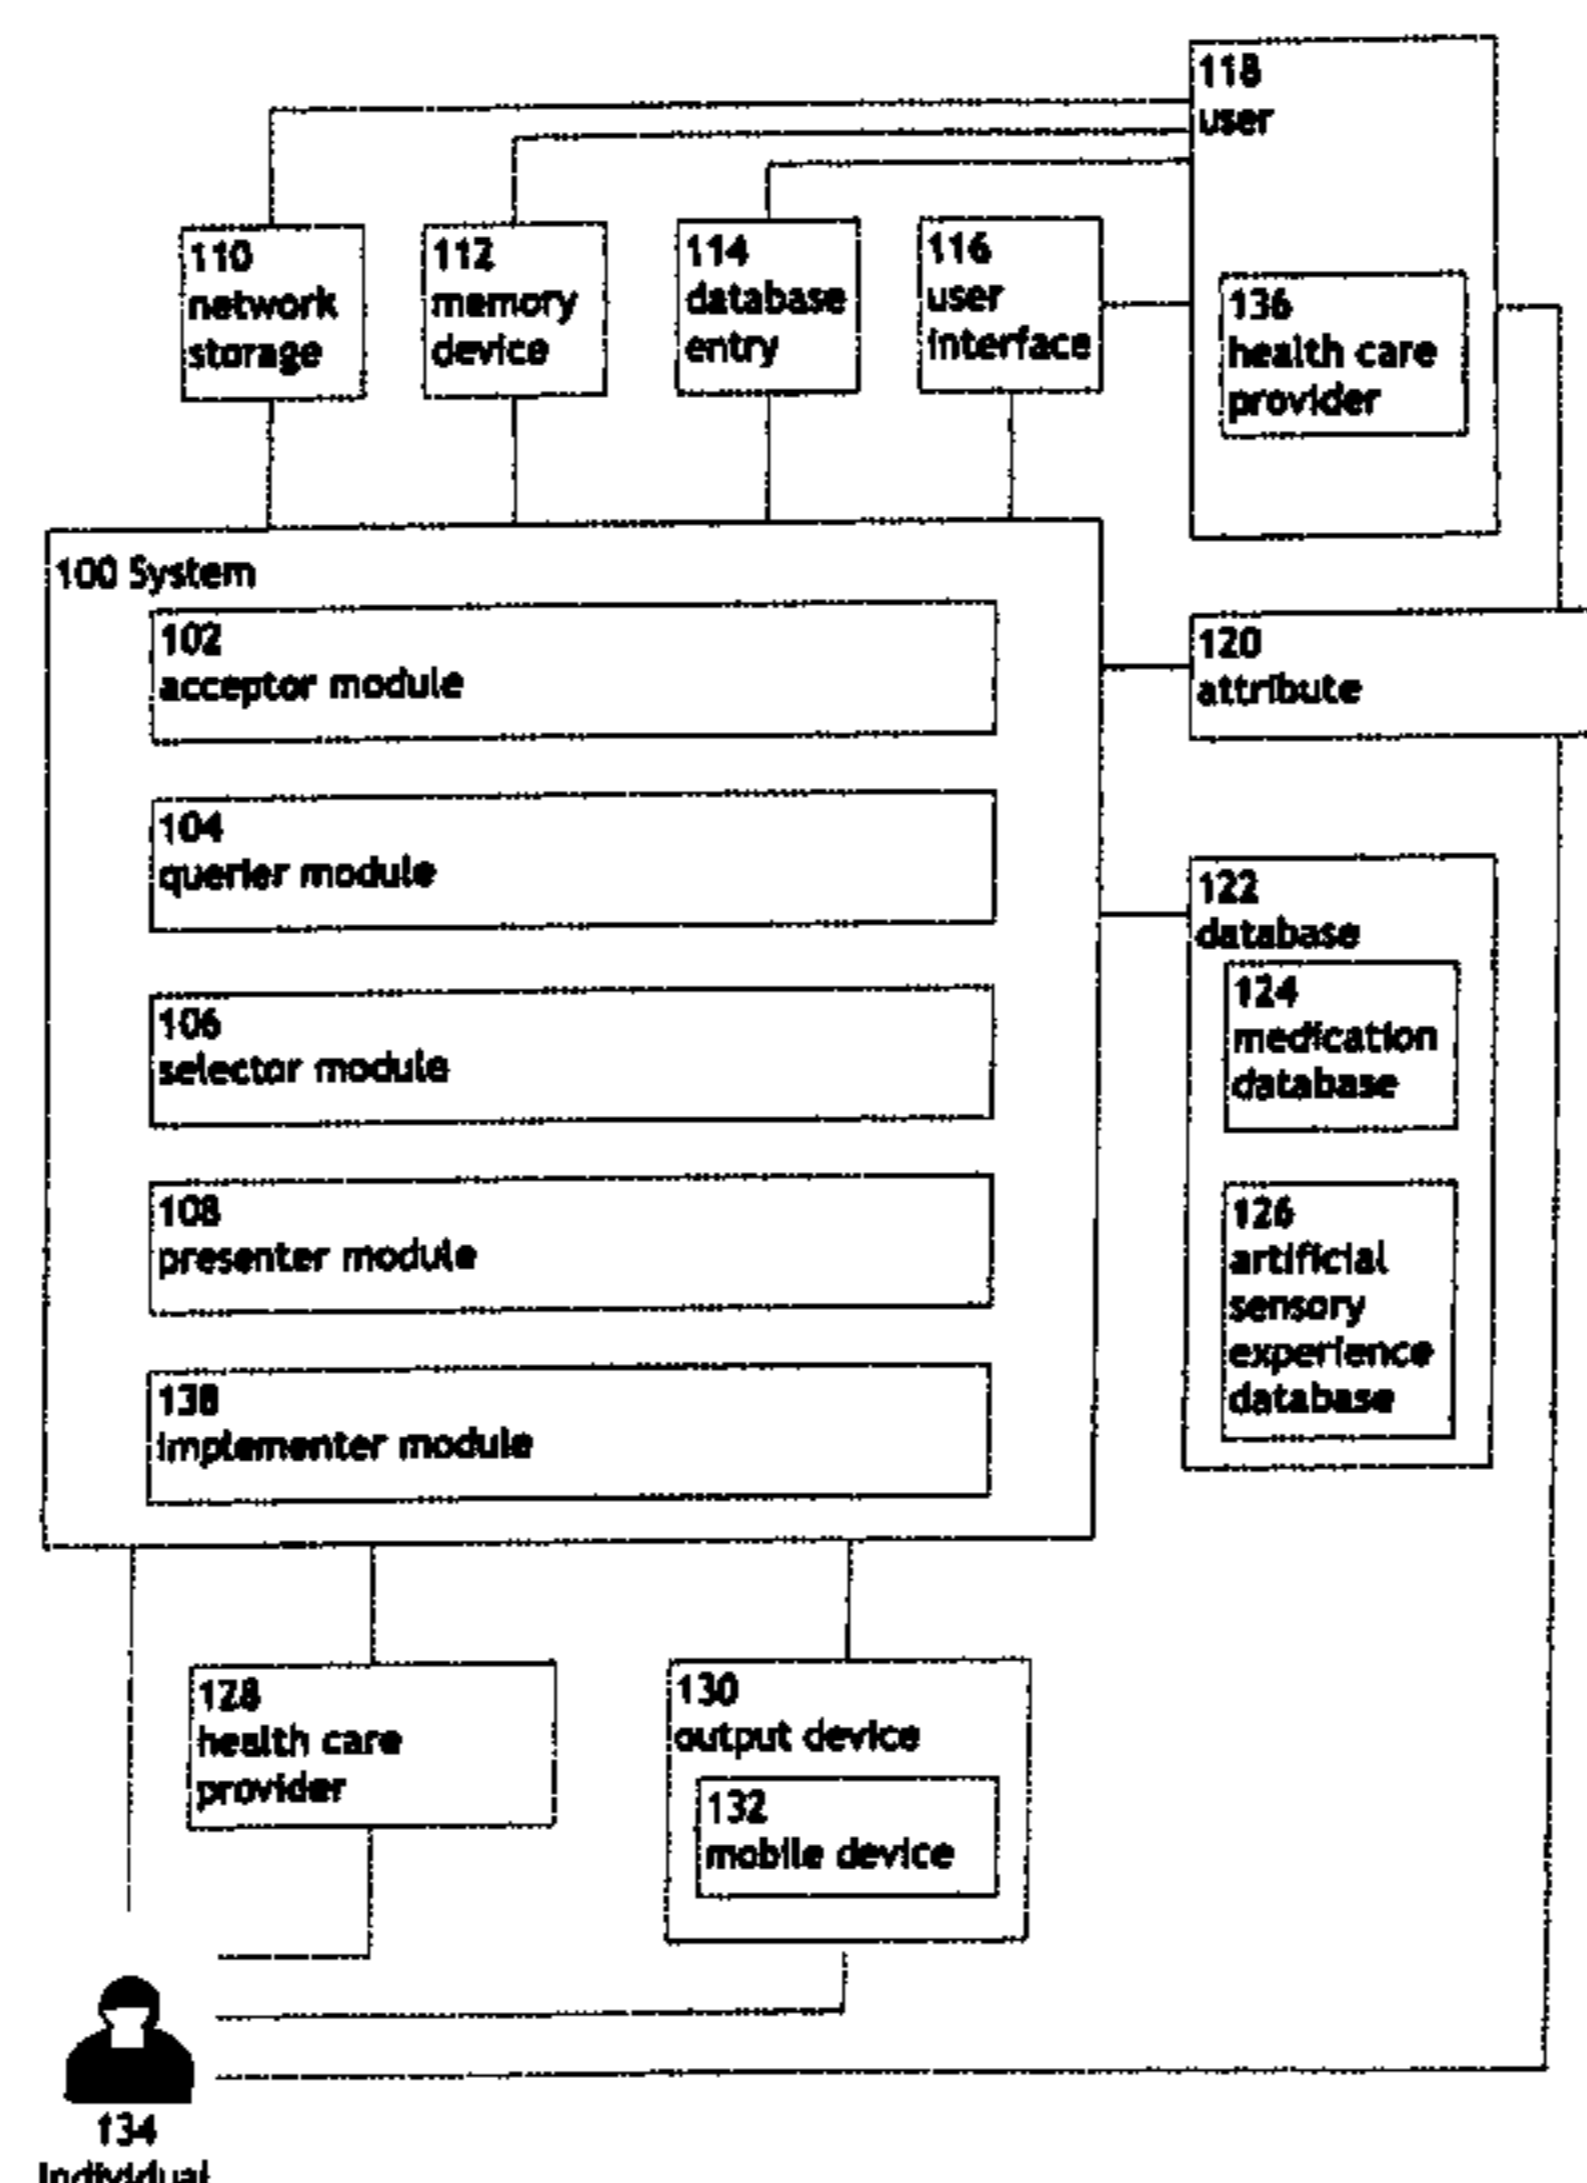 118
user
110
network
storage
112
memory
device
114
database
entry
116
user
interface
136
health care
provider
100 System
102
acceptor module
120
attribute
104
querier module
122
database
124
medication
database
106
selector module
108
presenter module
126
artificial
sensory
experience
database
138
implementer module
128
health care
provider
130
output device
132
mobile device
134
Individual